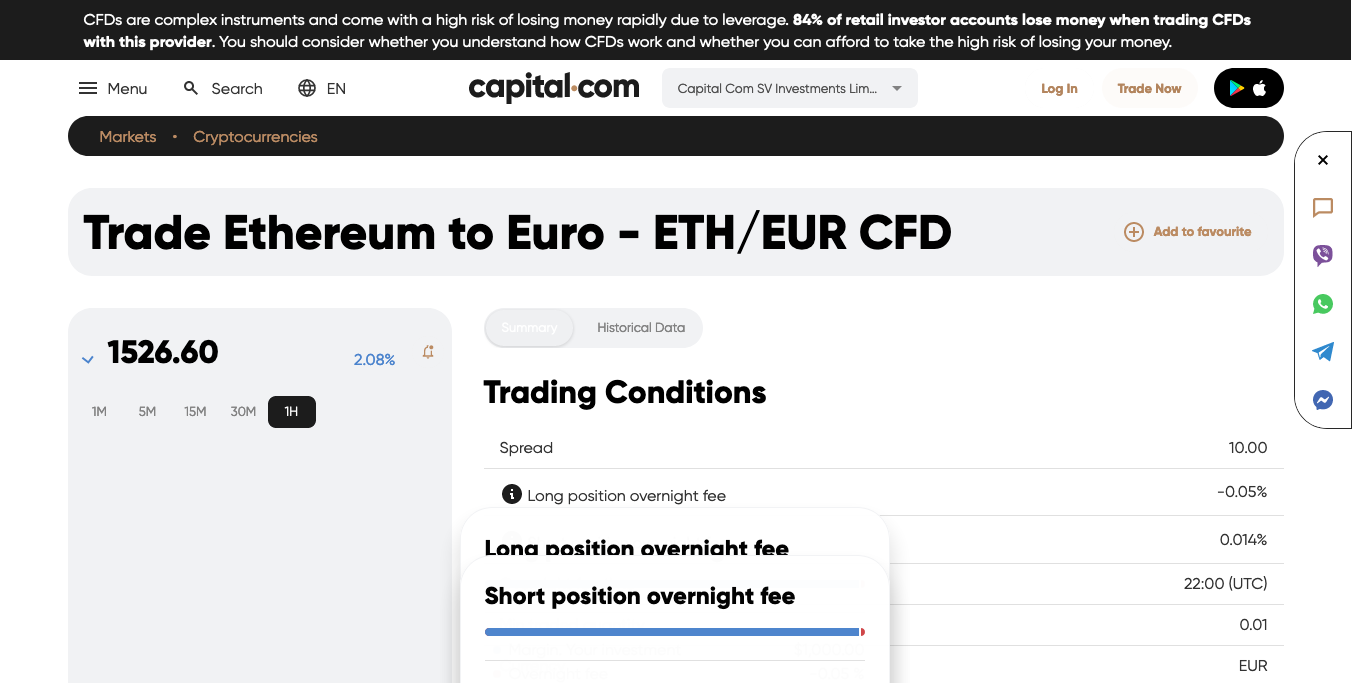 CFDs are complex instruments and come with a high risk of losing money rapidly due to leverage. 84% of retail investor accounts lose money when trading CFDs
with this provider. You should consider whether you understand how CFDs work and whether you can afford to take the high risk of losing your money.
Menu Search EN capital.com Capital Com SV Investments Lim... Log In Trade Now
Markets • Cryptocurrencies
Trade Ethereum to Euro - ETH/EUR CFD Add to favourite
1526.60 2.08%
1M 5M 15M 30M 1H
Summary Historical Data
Trading Conditions
Spread 10.00
Long position overnight fee -0.05%
Long position overnight fee
0.014%
Short position overnight fee
22:00 (UTC)
0.01
EUR